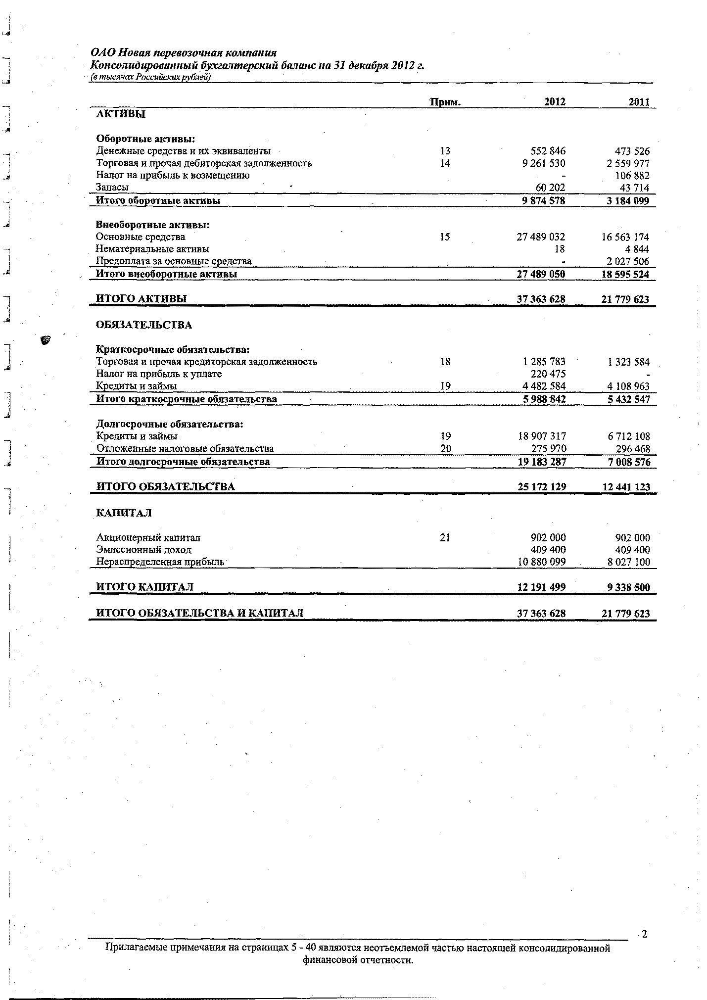 ОАО Новая перевозочная компания
Консолидированный бухгалтерский баланс на 31 декабря 2012 г.
(в тысячах Российских рублей)
Прим. 2012 2011
АКТИВЫ
Оборотные активы:
Денежные средства и их эквиваленты 13 552 846 473 526
Торговая и прочая дебиторская задолженность 14 9 261 530 2 559 977
Налог на прибыль к возмещению - 106 882
Запасы 60 202 43 714
Итого оборотные активы 9 874 578 3 184 099
Внеоборотные активы:
Основные средства 15 27 489 032 16 563 174
Нематериальные активы 18 4 844
Предоплата за основные средства - 2 027 506
Итого внеоборотные активы 27 489 050 18 595 524
ИТОГО АКТИВЫ 37 363 628 21 779 623
ОБЯЗАТЕЛЬСТВА
Краткосрочные обязательства:
Торговая и прочая кредиторская задолженность 18 1 285 783 1 323 584
Налог на прибыль к уплате 220 475 -
Кредиты и займы 19 4 482 584 4 108 963
Итого краткосрочные обязательства 5 988 842 5 432 547
Долгосрочные обязательства:
Кредиты и займы 19 18 907 317 6 712 108
Отложенные налоговые обязательства 20 275 970 296 468
Итого долгосрочные обязательства 19 183 287 7 008 576
ИТОГО ОБЯЗАТЕЛЬСТВА 25 172 129 12 441 123
КАПИТАЛ
Акционерный капитал 21 902 000 902 000
Эмиссионный доход 409 400 409 400
Нераспределенная прибыль 10 880 099 8 027 100
ИТОГО КАПИТАЛ 12 191 499 9 338 500
ИТОГО ОБЯЗАТЕЛЬСТВА И КАПИТАЛ 37 363 628 21 779 623
2
Прилагаемые примечания на страницах 5 - 40 являются неотъемлемой частью настоящей консолидированной
финансовой отчетности.